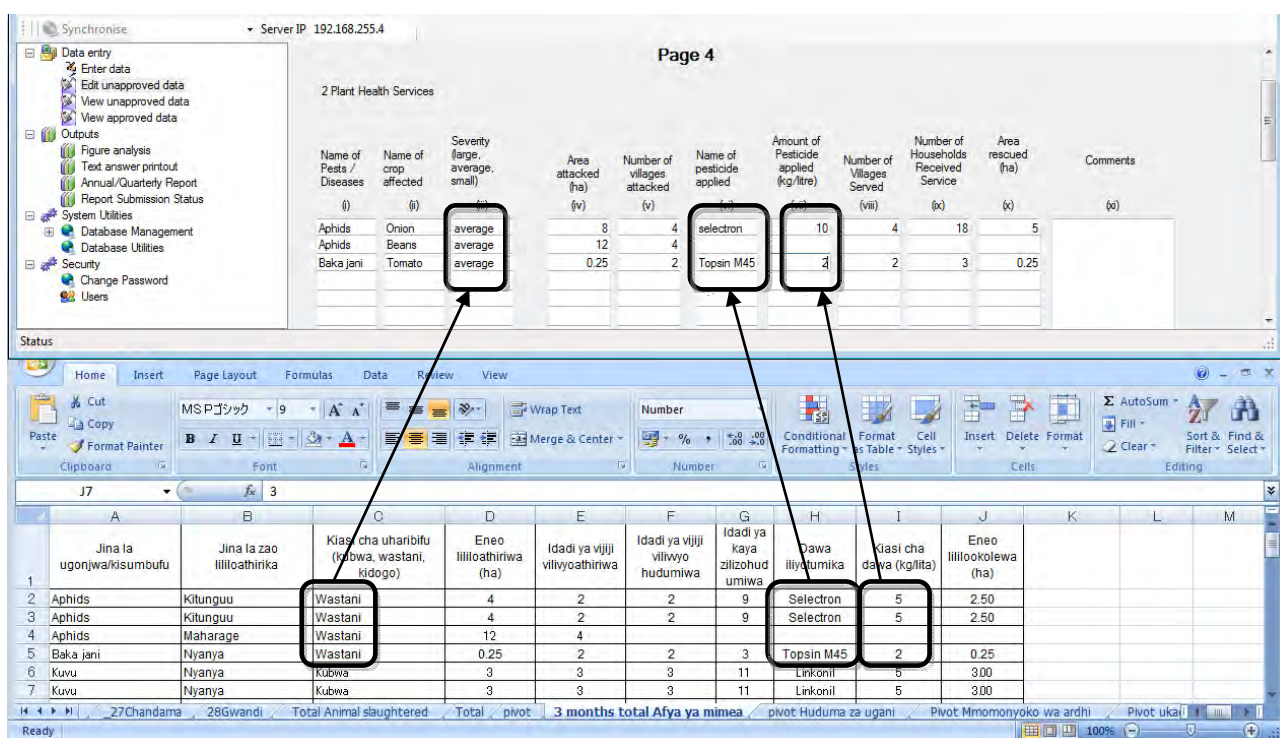 Synchronise Server IP 192.168.255.4
Data entry
Enter data
Edit unapproved data
View unapproved data
View approved data
Outputs
Figure analysis
Text answer printout
Annual/Quarterly Report
Report Submission Status
System Utilities
Database Management
Database Utilities
Security
Change Password
Users
Page 4
2 Plant Health Services
Name of Pests / Diseases Name of crop affected Severity (large, average, small) Area attacked (ha) Number of villages attacked Name of pesticide applied Amount of Pesticide applied (kg/litre) Number of Villages Served Number of Households Received Service Area rescued (ha) Comments
(i) (ii) (iii) (iv) (v) (vi) (vii) (viii) (ix) (x) (xi)
Aphids Onion average 8 4 selectron 10 4 18 5
Aphids Beans average 12 4
Baka jani Tomato average 0.25 2 Topsin M45 2 2 3 0.25
Status
Home Insert Page Layout Formulas Data Review View
Paste
Cut
Copy
Format Painter
Clipboard
MS Pゴシック 9
B I U
Font
Wrap Text
Merge & Center
Alignment
Number
% ,
Number
Conditional Formatting
Format as Table
Cell Styles
Styles
Insert Delete Format
Cells
Σ AutoSum
Fill
Clear
Sort & Filter
Find & Select
Editing
J7 fx 3
A B C D E F G H I J K L M
1 Jina la ugonjwa/kisumbufu Jina la zao lililoathirika Kiasi cha uharibifu (kubwa, wastani, kidogo) Eneo lililoathiriwa (ha) Idadi ya vijiji vilivyoathiriwa Idadi ya vijiji vilivvyo hudumiwa Idadi ya kaya zilizohud umiwa Dawa iliyotumika Kiasi cha dawa (kg/lita) Eneo lililookolewa (ha)
2 Aphids Kitunguu Wastani 4 2 2 9 Selectron 5 2.50
3 Aphids Kitunguu Wastani 4 2 2 9 Selectron 5 2.50
4 Aphids Maharage Wastani 12 4
5 Baka jani Nyanya Wastani 0.25 2 2 3 Topsin M45 2 0.25
6 Kuvu Nyanya Kubwa 3 3 3 11 Linkonil 5 3.00
7 Kuvu Nyanya Kubwa 3 3 3 11 Linkonil 5 3.00
_27Chandama 28Gwandi Total Animal slaughtered Total pivot 3 months total Afya ya mimea pivot Huduma za ugani Pivot Mmomonyoko wa ardhi Pivot uka
Ready 100%